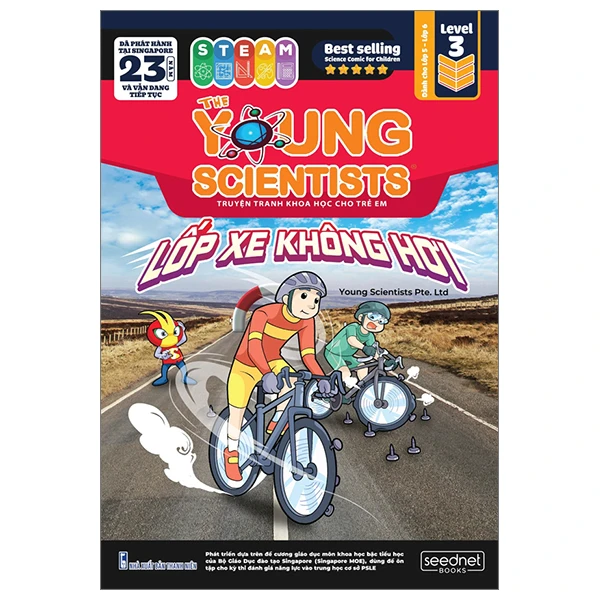 ĐÃ PHÁT HÀNH
TẠI SINGAPORE
23 NĂM
VÀ VẪN ĐANG
TIẾP TỤC
STEAM
Best selling
Science Comic for Children
Dành cho Lớp 5 - Lớp 6
Level
3
THE
YOUNG
SCIENTISTS®
TRUYỆN TRANH KHOA HỌC CHO TRẺ EM
LỐP XE KHÔNG HƠI
Young Scientists Pte. Ltd
NHÀ XUẤT BẢN THANH NIÊN
Phát triển dựa trên đề cương giáo dục môn khoa học bậc tiểu học
của Bộ Giáo Dục đào tạo Singapore (Singapore MOE), dùng để ôn
tập cho kỳ thi đánh giá năng lực vào trung học cơ sở PSLE
seednet
BOOKS